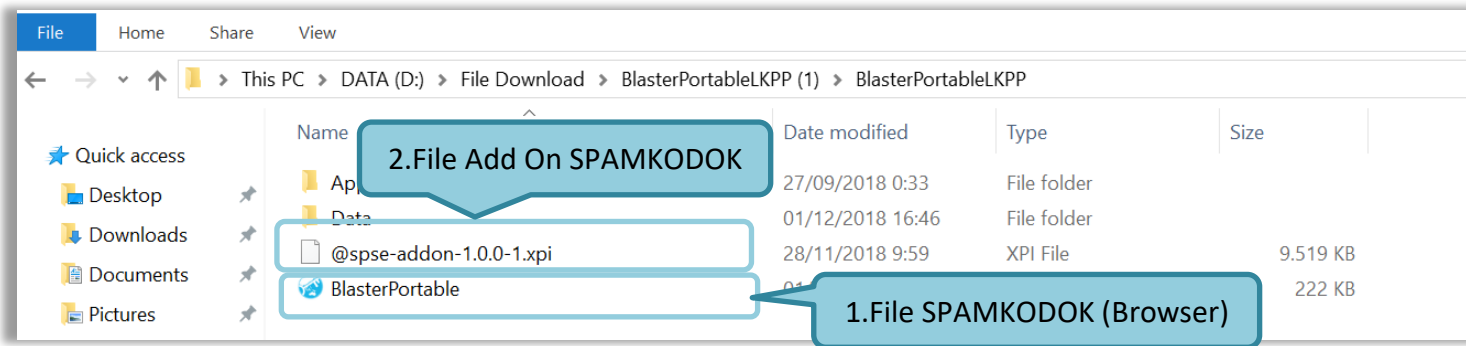 File Home Share View
This PC > DATA (D:) > File Download > BlasterPortableLKPP (1) > BlasterPortableLKPP
Name Date modified Type Size
Quick access
2.File Add On SPAMKODOK
27/09/2018 0:33 File folder
Desktop
Data 01/12/2018 16:46 File folder
Downloads
@spse-addon-1.0.0-1.xpi 28/11/2018 9:59 XPI File 9.519 KB
Documents
BlasterPortable 222 KB
Pictures
1.File SPAMKODOK (Browser)